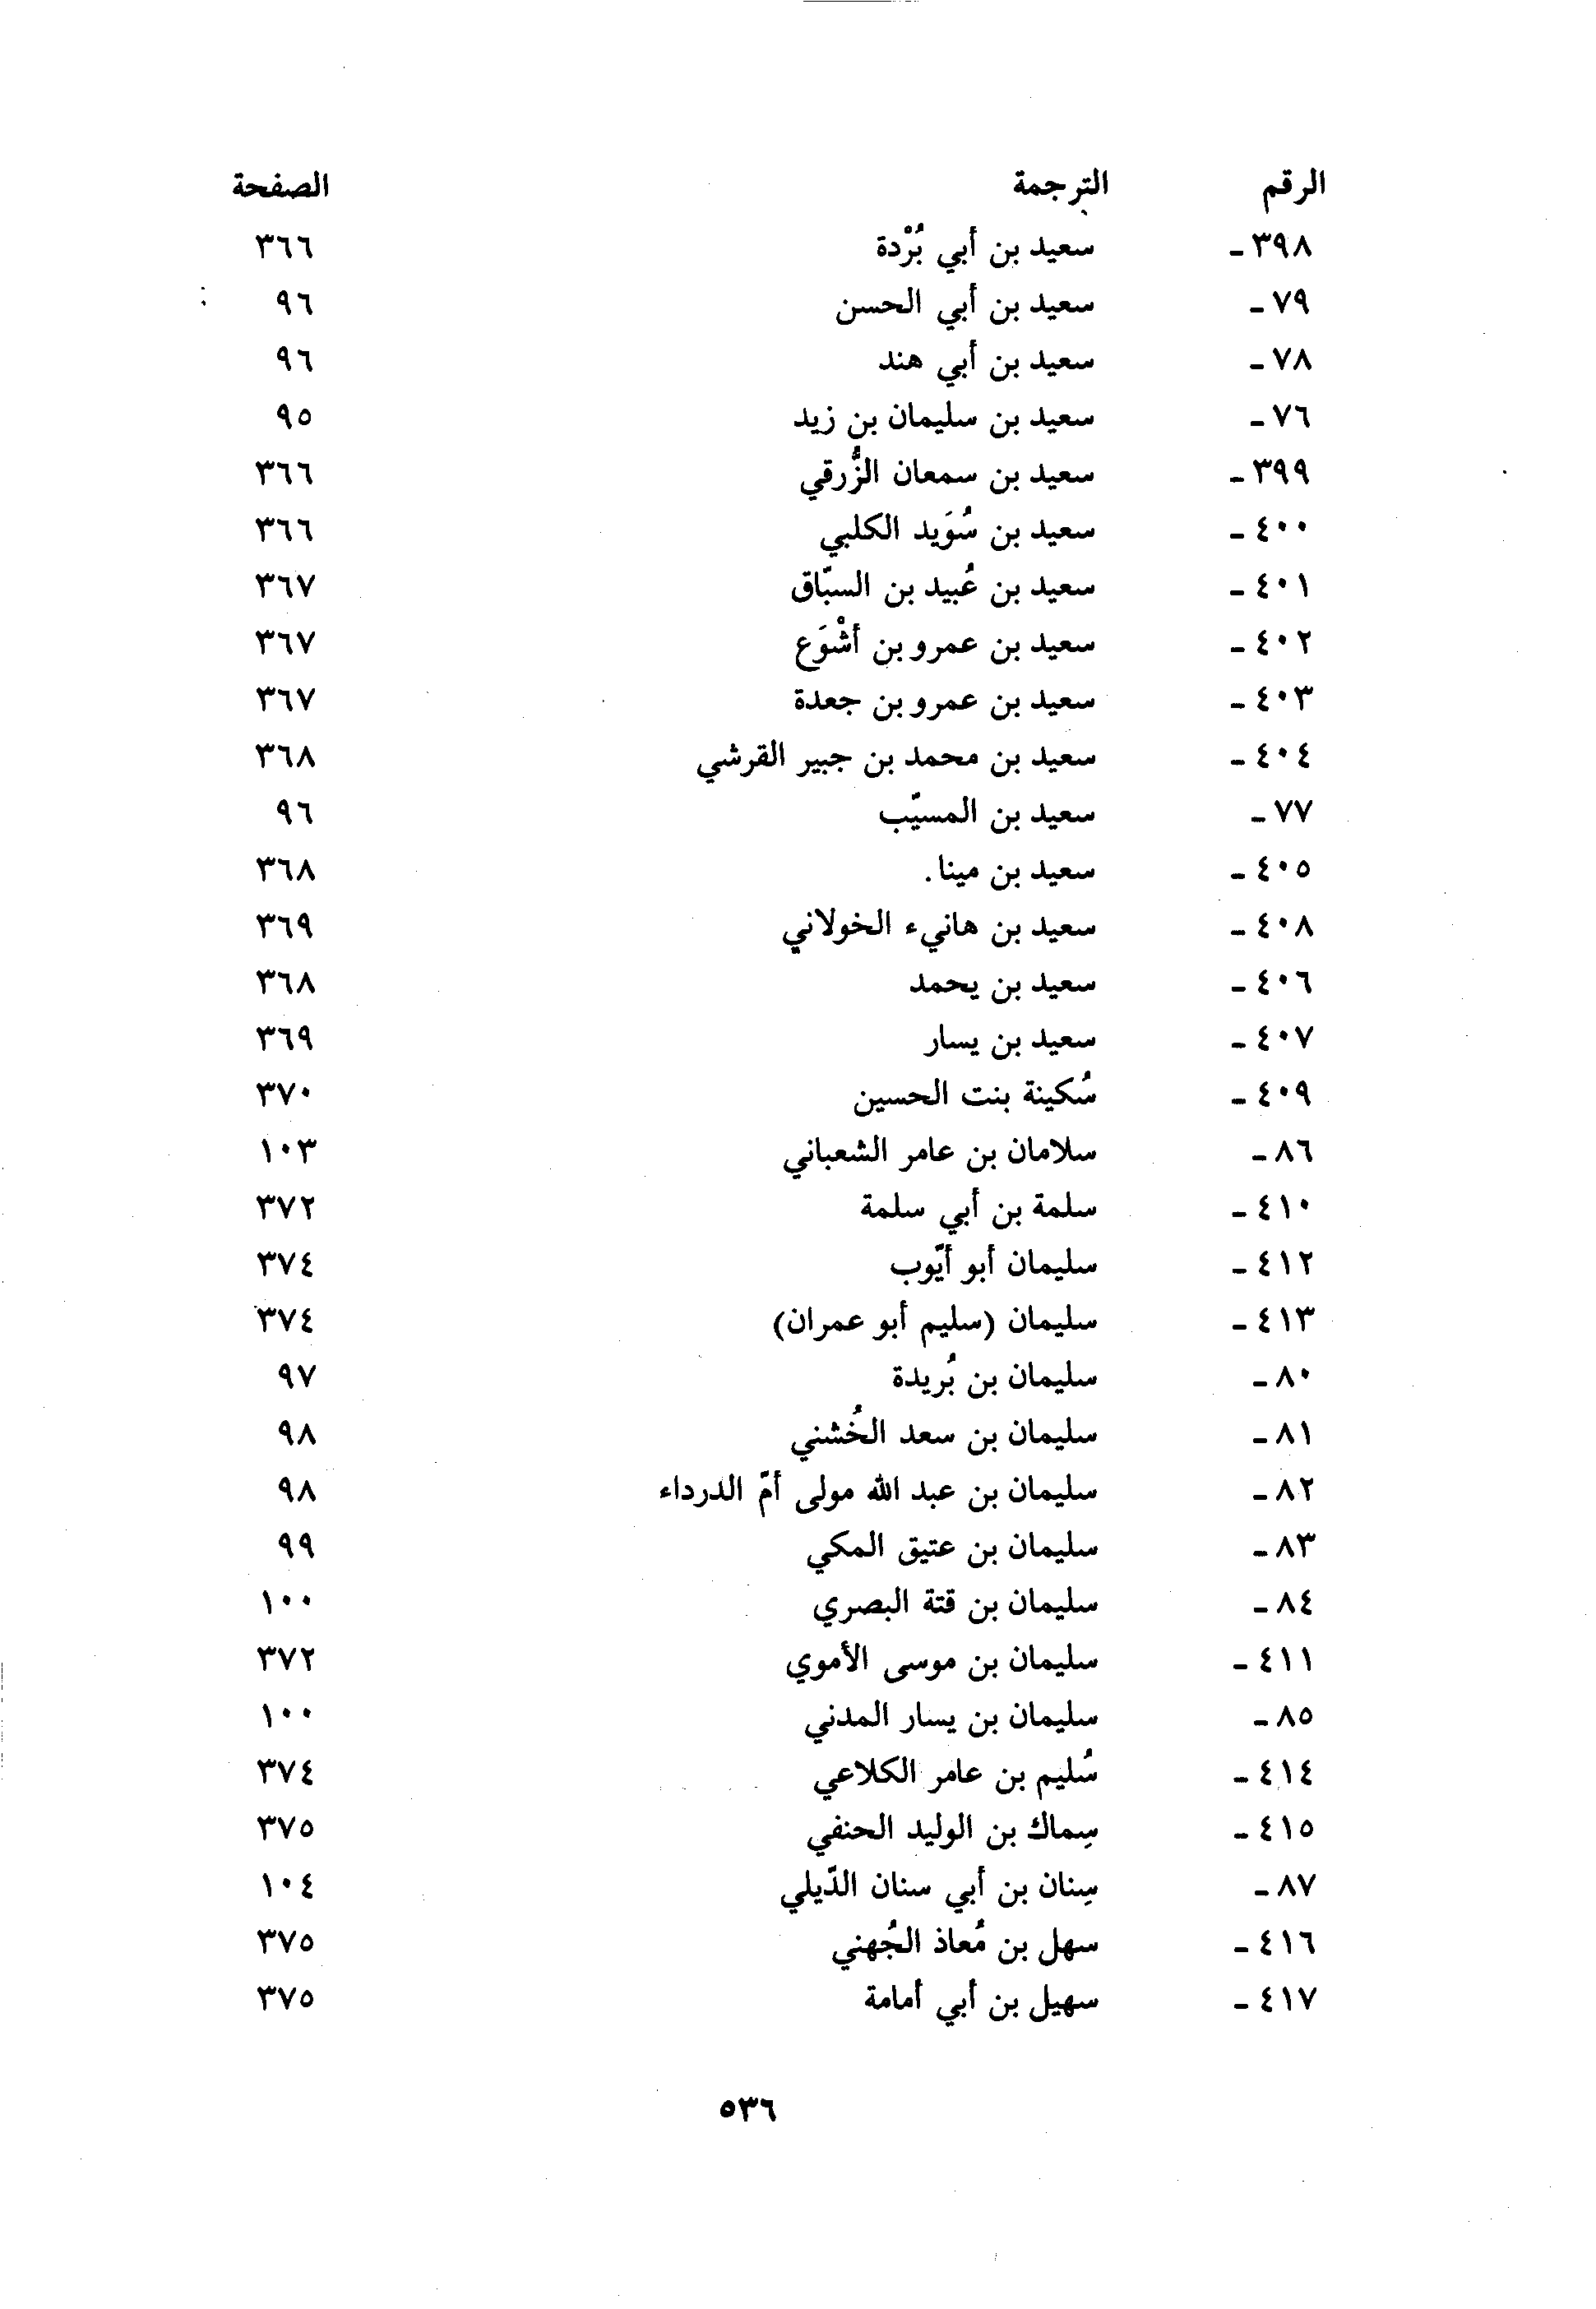 الرقم الترجمة الصفحة
٣٩٨ ـ سعيد بن أبي بُرْدة ٣٦٦
٧٩ ـ سعيد بن أبي الحسن ٩٦
٧٨ ـ سعيد بن أبي هند ٩٦
٧٦ ـ سعيد بن سليمان بن زيد ٩٥
٣٩٩ ـ سعيد بن سمعان الزُّرقي ٣٦٦
٤٠٠ ـ سعيد بن سُوَيد الكلبي ٣٦٦
٤٠١ ـ سعيد بن عُبيد بن السبّاق ٣٦٧
٤٠٢ ـ سعيد بن عمرو بن أشْوَع ٣٦٧
٤٠٣ ـ سعيد بن عمرو بن جعدة ٣٦٧
٤٠٤ ـ سعيد بن محمد بن جبير القرشي ٣٦٨
٧٧ ـ سعيد بن المسيّب ٩٦
٤٠٥ ـ سعيد بن مينا. ٣٦٨
٤٠٨ ـ سعيد بن هانيء الخولاني ٣٦٩
٤٠٦ ـ سعيد بن يحمد ٣٦٨
٤٠٧ ـ سعيد بن يسار ٣٦٩
٤٠٩ ـ سُكينة بنت الحسين ٣٧٠
٨٦ ـ سلامان بن عامر الشعباني ١٠٣
٤١٠ ـ سلمة بن أبي سلمة ٣٧٢
٤١٢ ـ سليمان أبو أيّوب ٣٧٤
٤١٣ ـ سليمان (سليم أبو عمران) ٣٧٤
٨٠ ـ سليمان بن بُريدة ٩٧
٨١ ـ سليمان بن سعد الخُشني ٩٨
٨٢ ـ سليمان بن عبد الله مولى أمّ الدرداء ٩٨
٨٣ ـ سليمان بن عتيق المكي ٩٩
٨٤ ـ سليمان بن قتة البصري ١٠٠
٤١١ ـ سليمان بن موسى الأموي ٣٧٢
٨٥ ـ سليمان بن يسار المدني ١٠٠
٤١٤ ـ سُليم بن عامر الكلاعي ٣٧٤
٤١٥ ـ سِماك بن الوليد الحنفي ٣٧٥
٨٧ ـ سِنان بن أبي سنان الدّيلي ١٠٤
٤١٦ ـ سهل بن مُعاذ الجُهني ٣٧٥
٤١٧ ـ سهيل بن أبي أمامة ٣٧٥
٥٣٦